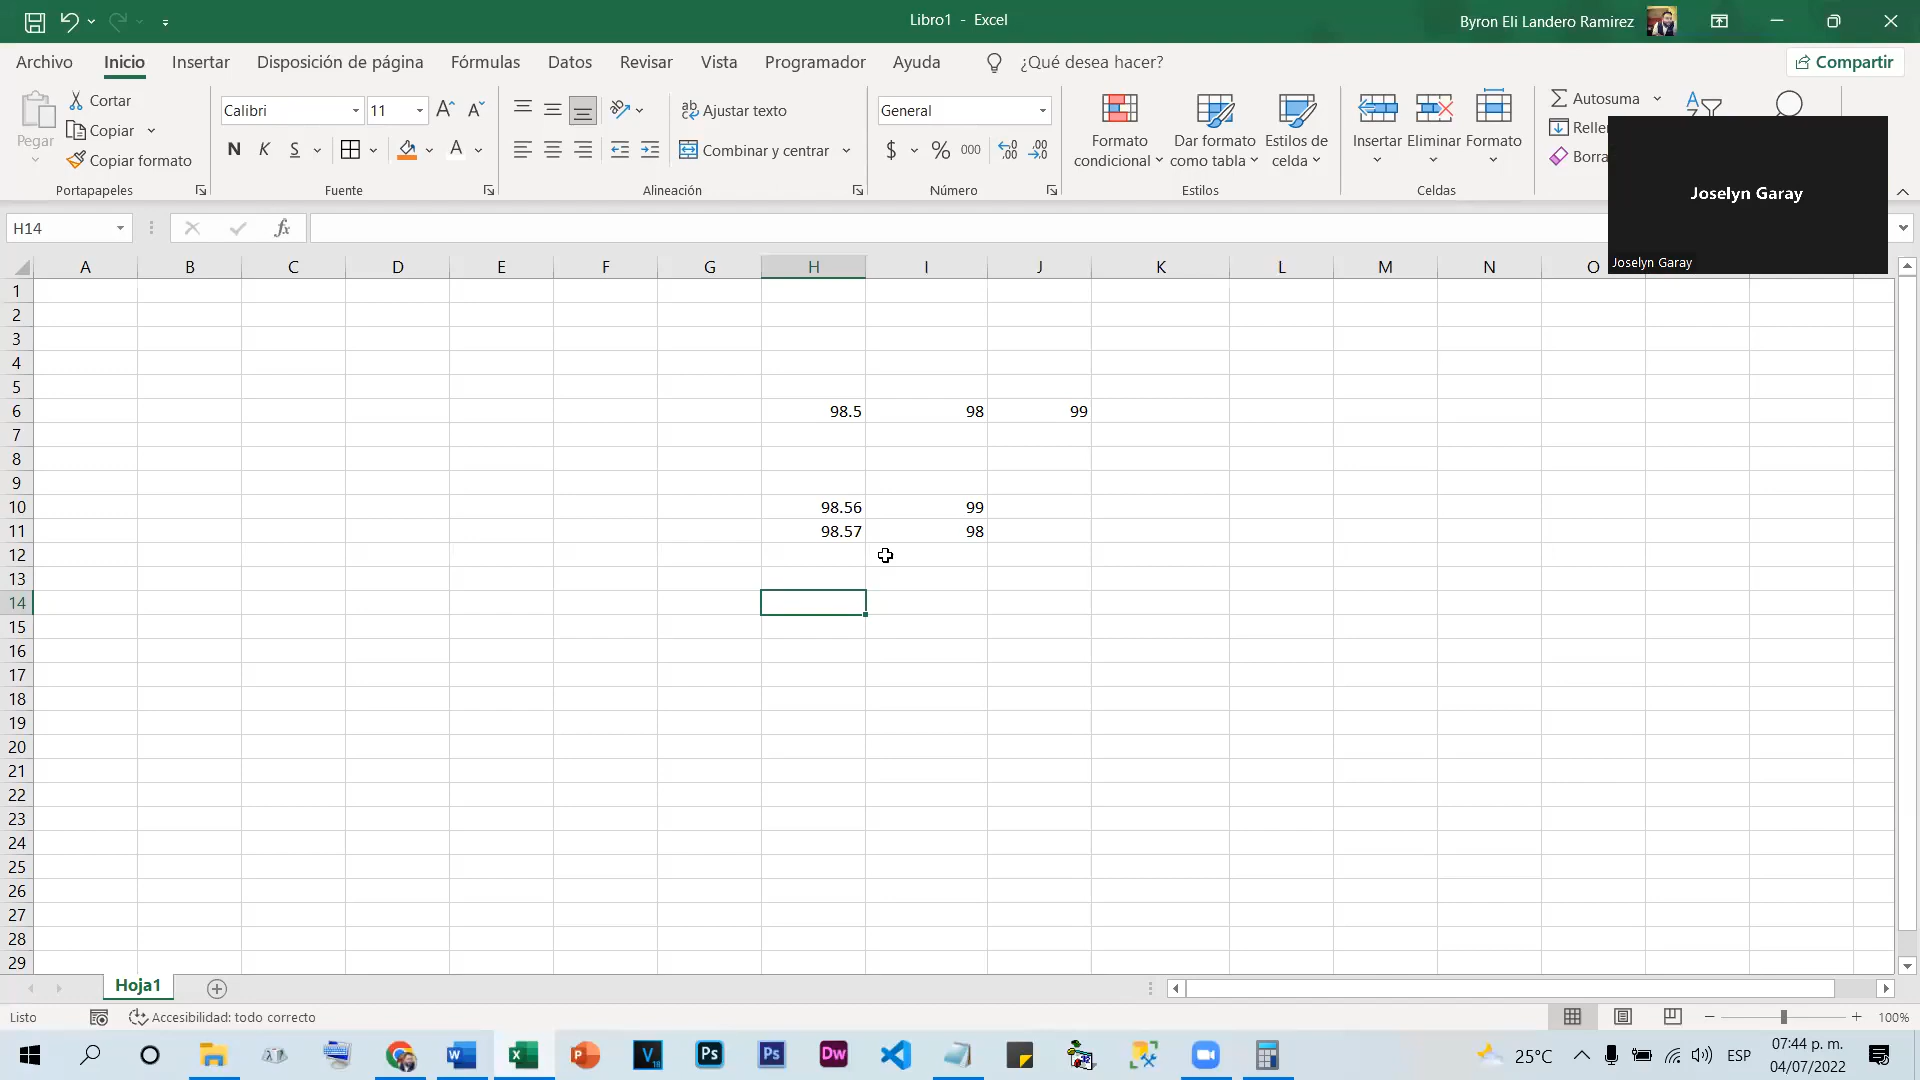 Libro1 - Excel
Byron Eli Landero Ramirez
Archivo
Inicio
Insertar
Disposición de página
Fórmulas
Datos
Revisar
Vista
Programador
Ayuda
¿Qué desea hacer?
Compartir
Pegar
Cortar
Copiar
Copiar formato
Portapapeles
Calibri
11
N K S
Fuente
Ajustar texto
Combinar y centrar
Alineación
General
$ % 000
Número
Formato
condicional
Dar formato
como tabla
Estilos de
celda
Estilos
Insertar
Eliminar
Formato
Celdas
Autosuma
Relle
Borra
Joselyn Garay
Joselyn Garay
H14
fx
A B C D E F G H I J K L M N O
1
2
3
4
5
6 98.5 98 99
7
8
9
10 98.56 99
11 98.57 98
12
13
14
15
16
17
18
19
20
21
22
23
24
25
26
27
28
29
Hoja1
Listo
Accesibilidad: todo correcto
100%
25°C
ESP
07:44 p. m.
04/07/2022